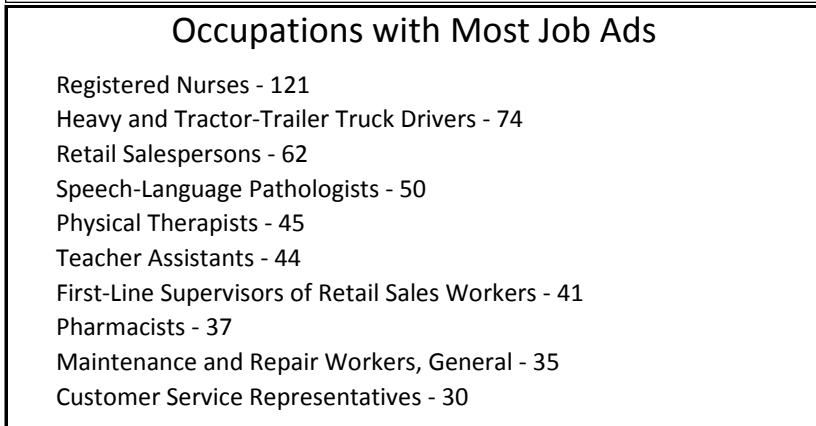 Occupations with Most Job Ads
Registered Nurses - 121
Heavy and Tractor-Trailer Truck Drivers - 74
Retail Salespersons - 62
Speech-Language Pathologists - 50
Physical Therapists - 45
Teacher Assistants - 44
First-Line Supervisors of Retail Sales Workers - 41
Pharmacists - 37
Maintenance and Repair Workers, General - 35
Customer Service Representatives - 30